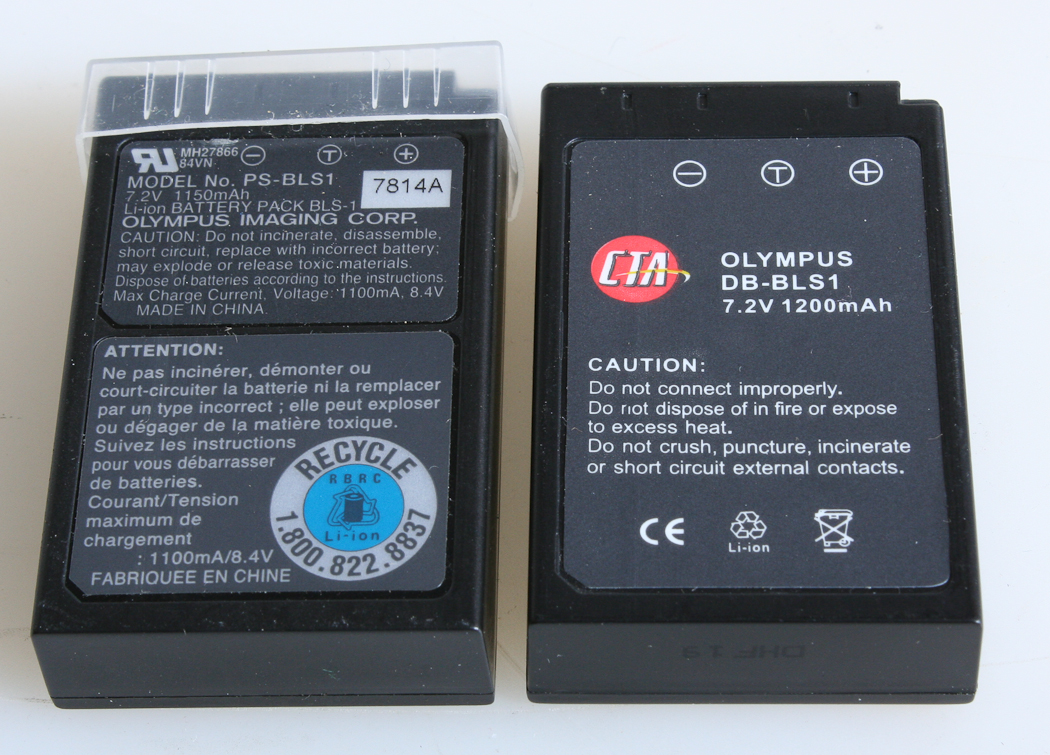 MH27866
84VN
MODEL No. PS-BLS1
7.2V 1150mAh
7814A
Li-ion BATTERY PACK BLS-1
OLYMPUS IMAGING CORP.
CAUTION: Do not incinerate, disassemble,
short circuit, replace with incorrect battery;
may explode or release toxic materials.
Dispose of batteries according to the instructions.
Max Charge Current, Voltage: 1100mA, 8.4V
MADE IN CHINA
ATTENTION:
Ne pas incinérer, démonter ou
court-circuiter la batterie ni la remplacer
par un type incorrect ; elle peut exploser
ou dégager de la matière toxique.
Suivez les instructions
pour vous débarrasser
de batteries.
Courant/Tension
maximum de
chargement
: 1100mA/8.4V
FABRIQUEE EN CHINE
RECYCLE
RBRC
Li-ion
1.800.822.8837
T
CTA
OLYMPUS
DB-BLS1
7.2V 1200mAh
CAUTION:
Do not connect improperly.
Do not dispose of in fire or expose
to excess heat.
Do not crush, puncture, incinerate
or short circuit external contacts.
CE
Li-ion